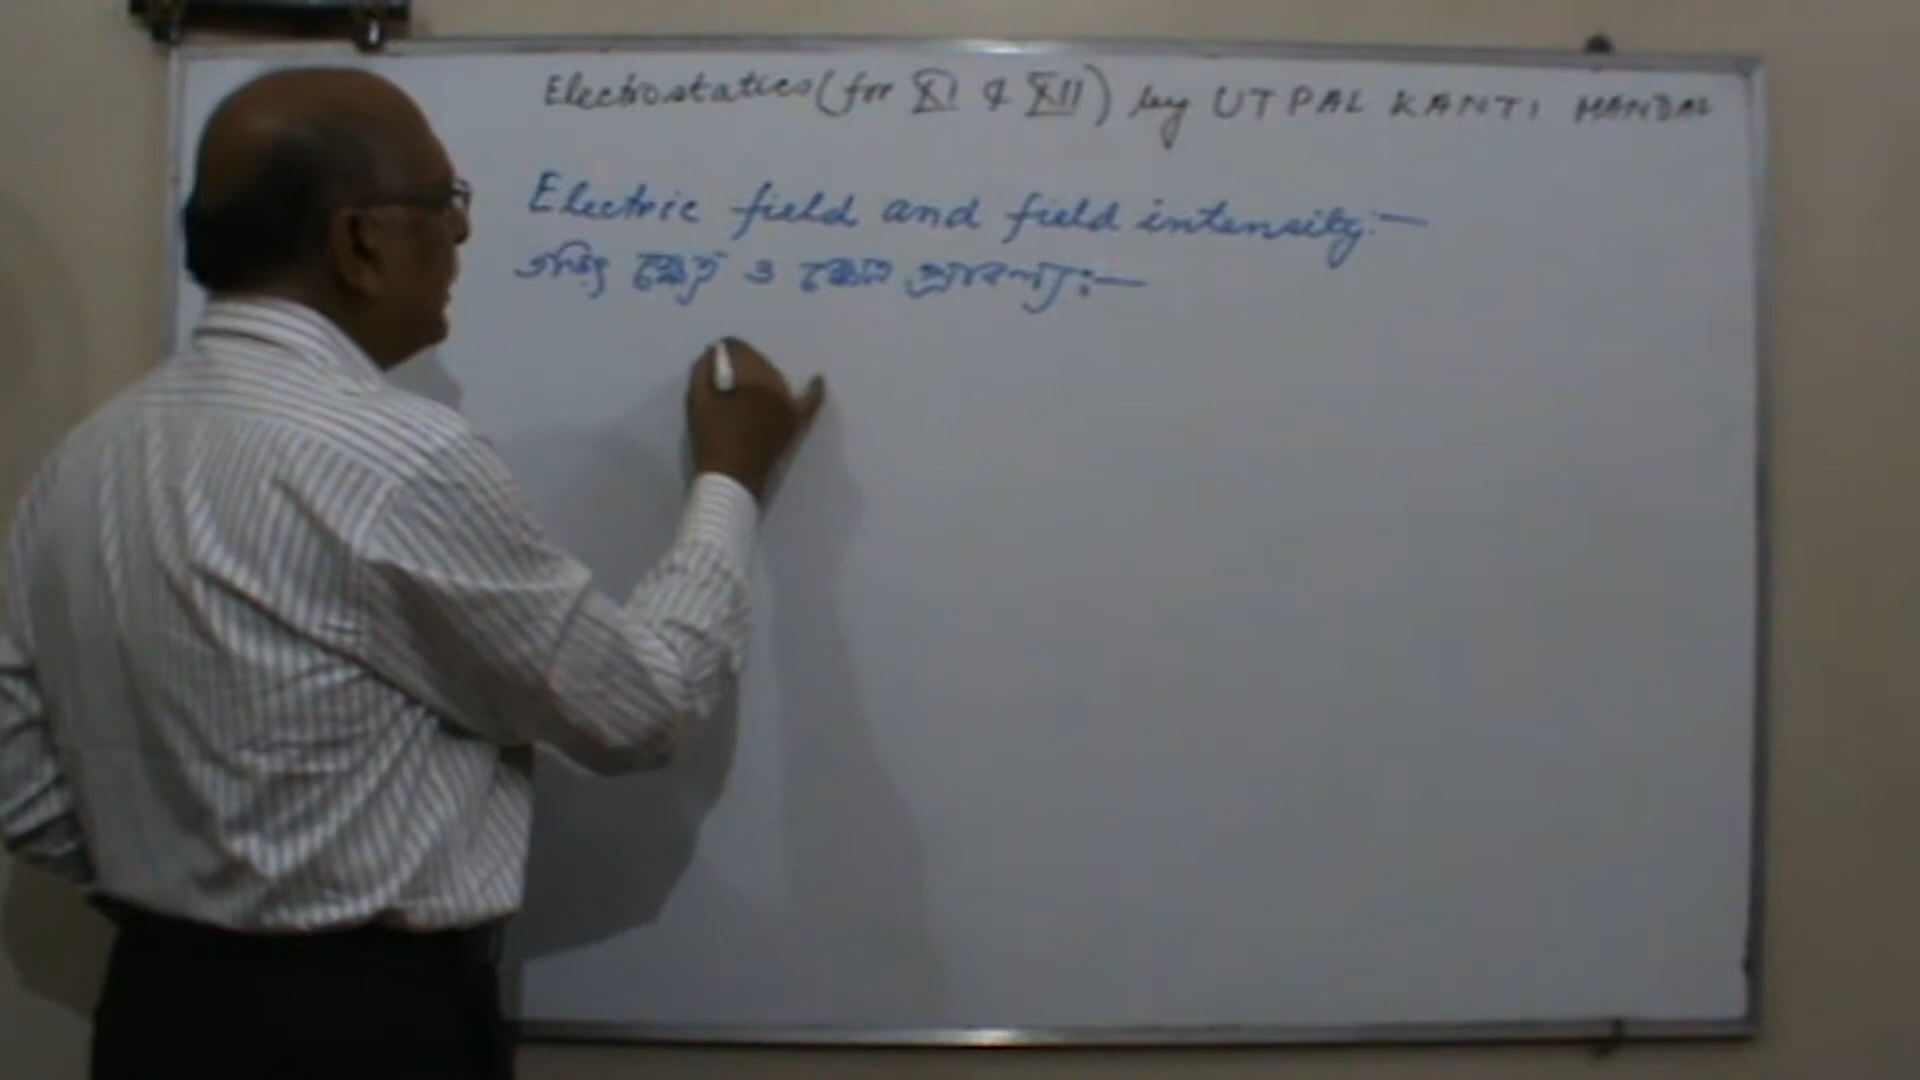 Electrostatics (for XI & XII) by UTPAL KANTI MANDAL
Electric field and field intensity:—
তড়িৎ ক্ষেত্র ও ক্ষেত্র প্রাবল্য:—